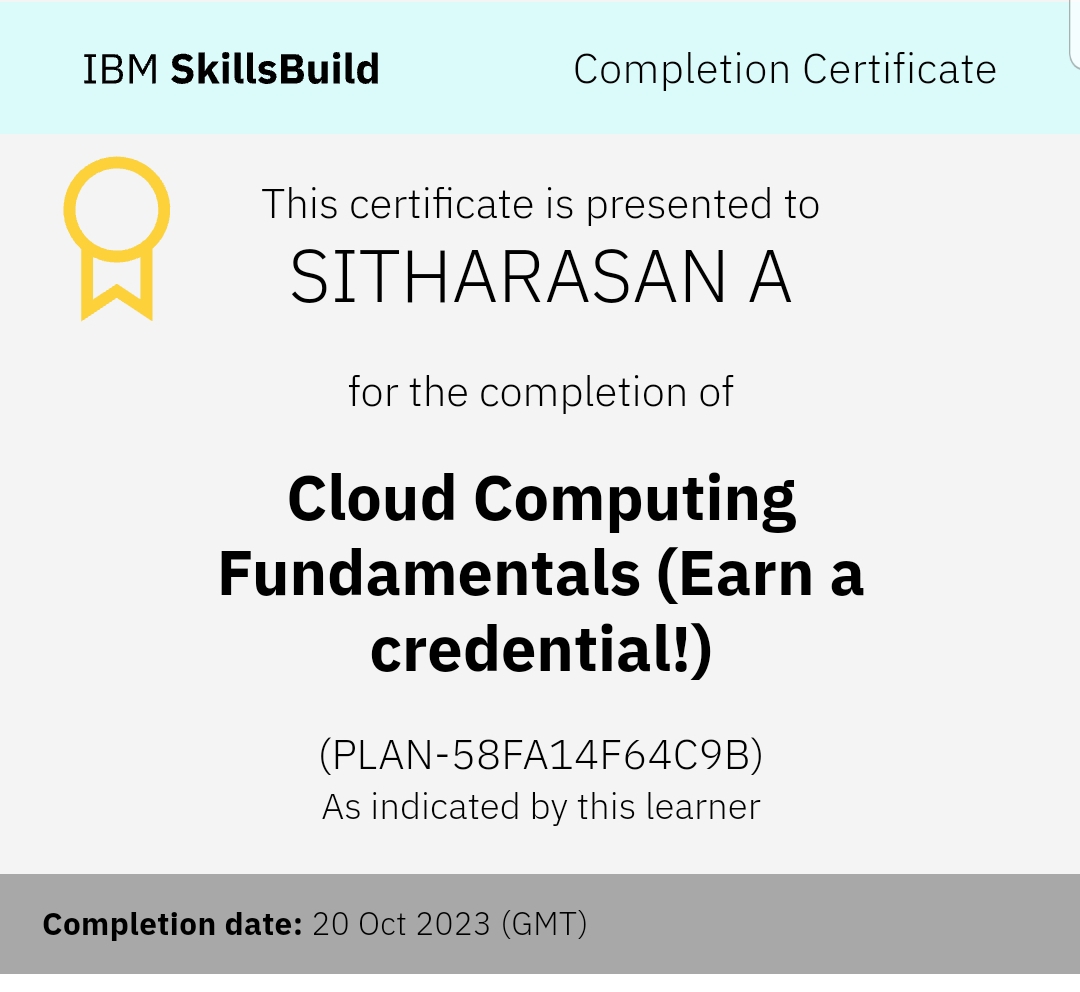 IBM SkillsBuild
Completion Certificate
This certificate is presented to
SITHARASAN A
for the completion of
Cloud Computing
Fundamentals (Earn a
credential!)
(PLAN-58FA14F64C9B)
As indicated by this learner
Completion date: 20 Oct 2023 (GMT)